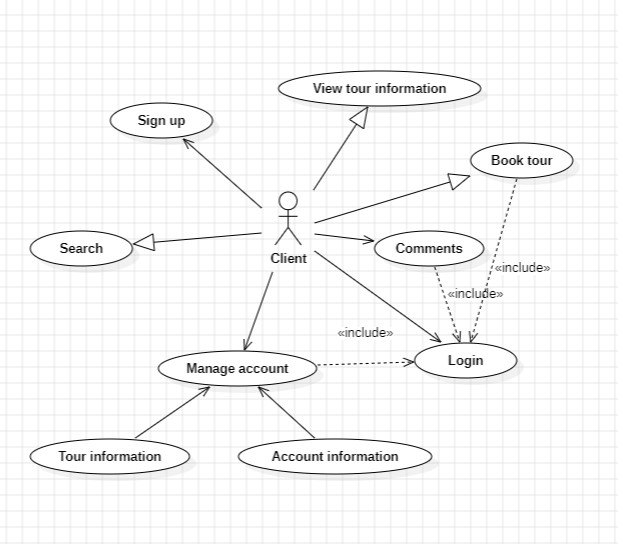 View tour information
Sign up
Book tour
Search
Comments
Client
«include»
«include»
«include»
Manage account
Login
Tour information
Account information